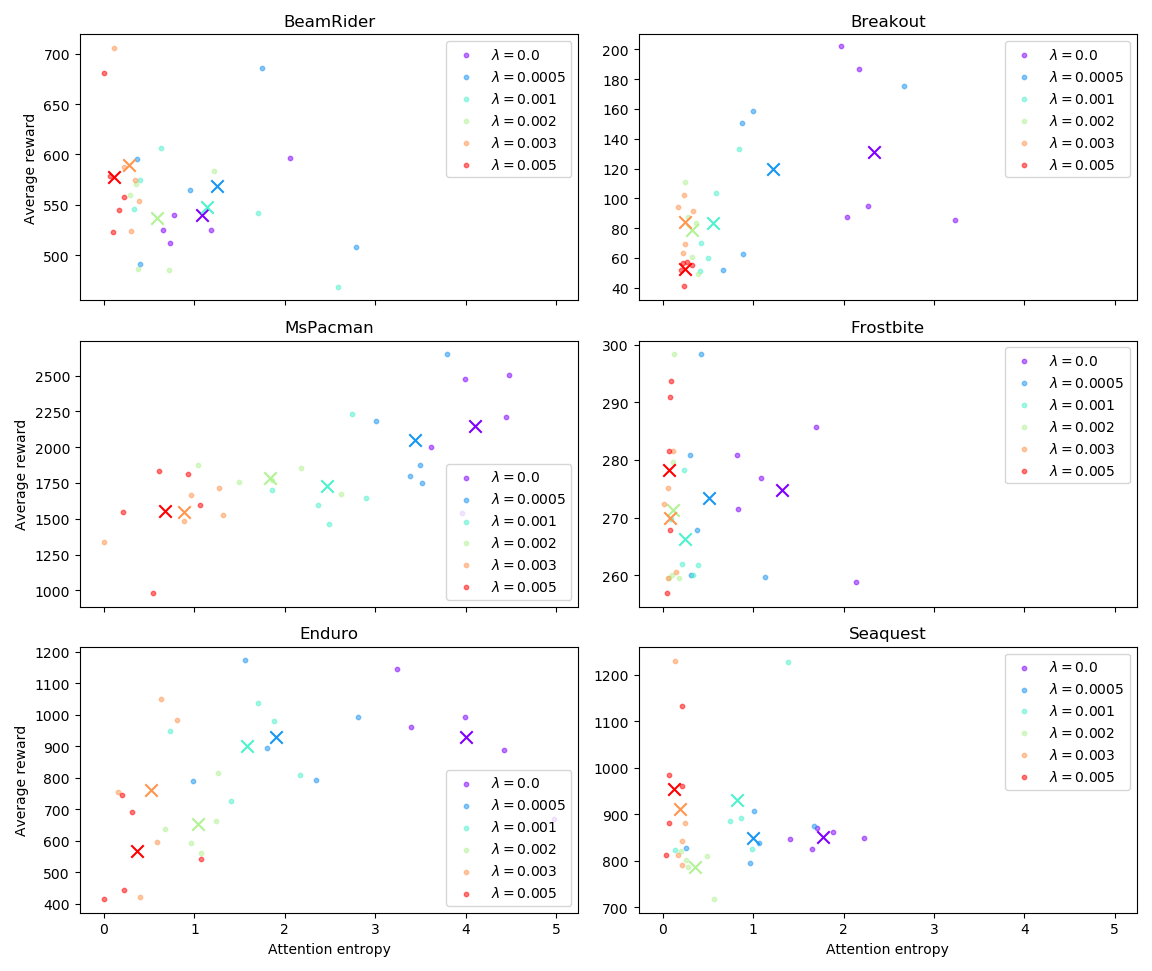 BeamRider
Breakout
Average reward
700
650
600
550
500
λ = 0.0
λ = 0.0005
λ = 0.001
λ = 0.002
λ = 0.003
λ = 0.005
200
180
160
140
120
100
80
60
40
λ = 0.0
λ = 0.0005
λ = 0.001
λ = 0.002
λ = 0.003
λ = 0.005
MsPacman
Frostbite
Average reward
2500
2250
2000
1750
1500
1250
1000
λ = 0.0
λ = 0.0005
λ = 0.001
λ = 0.002
λ = 0.003
λ = 0.005
300
290
280
270
260
λ = 0.0
λ = 0.0005
λ = 0.001
λ = 0.002
λ = 0.003
λ = 0.005
Enduro
Seaquest
Average reward
1200
1100
1000
900
800
700
600
500
400
λ = 0.0
λ = 0.0005
λ = 0.001
λ = 0.002
λ = 0.003
λ = 0.005
0 1 2 3 4 5
Attention entropy
1200
1100
1000
900
800
700
λ = 0.0
λ = 0.0005
λ = 0.001
λ = 0.002
λ = 0.003
λ = 0.005
0 1 2 3 4 5
Attention entropy